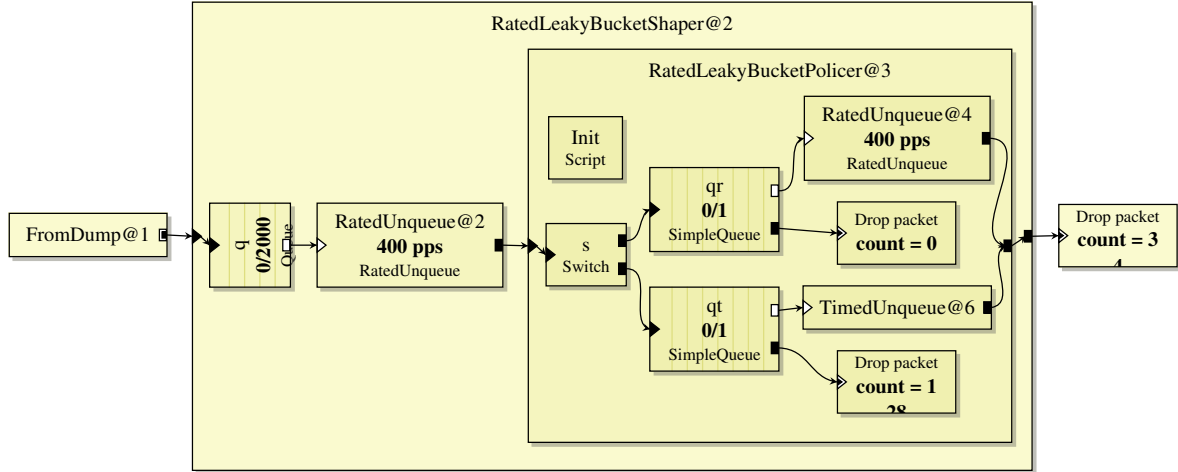 RatedLeakyBucketShaper@2
RatedLeakyBucketPolicer@3
FromDump@1
q
0/2000
Queue
RatedUnqueue@2
400 pps
RatedUnqueue
Init
Script
s
Switch
qr
0/1
SimpleQueue
RatedUnqueue@4
400 pps
RatedUnqueue
Drop packet
count = 0
qt
0/1
SimpleQueue
TimedUnqueue@6
Drop packet
count = 1
28
Drop packet
count = 3
4